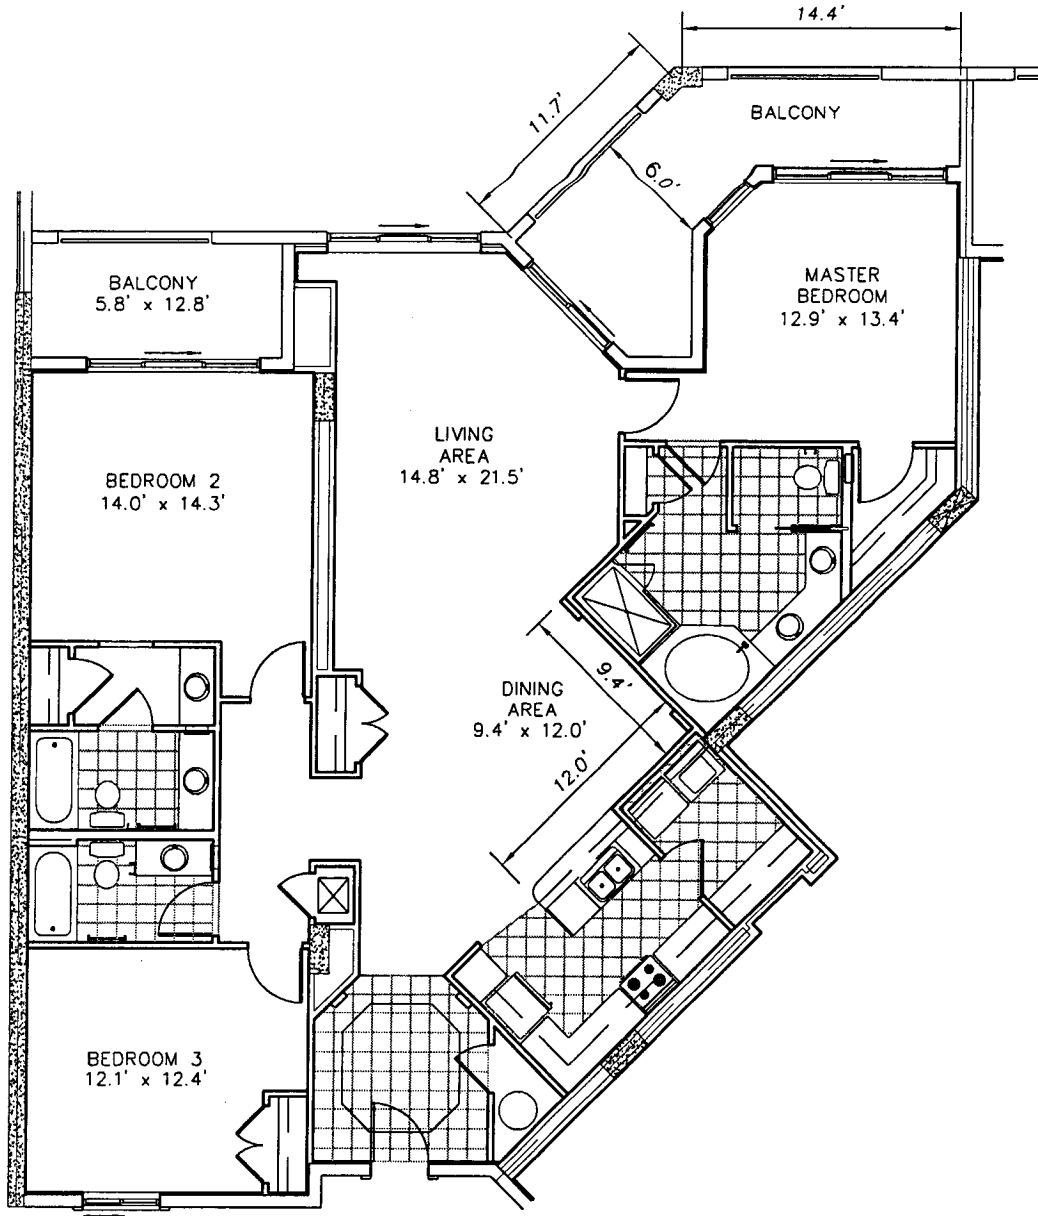 14.4'
11.7'
BALCONY
6.0'
BALCONY
5.8' x 12.8'
MASTER
BEDROOM
12.9' x 13.4'
LIVING
AREA
14.8' x 21.5'
BEDROOM 2
14.0' x 14.3'
9.4'
DINING
AREA
9.4' x 12.0'
12.0'
BEDROOM 3
12.1' x 12.4'